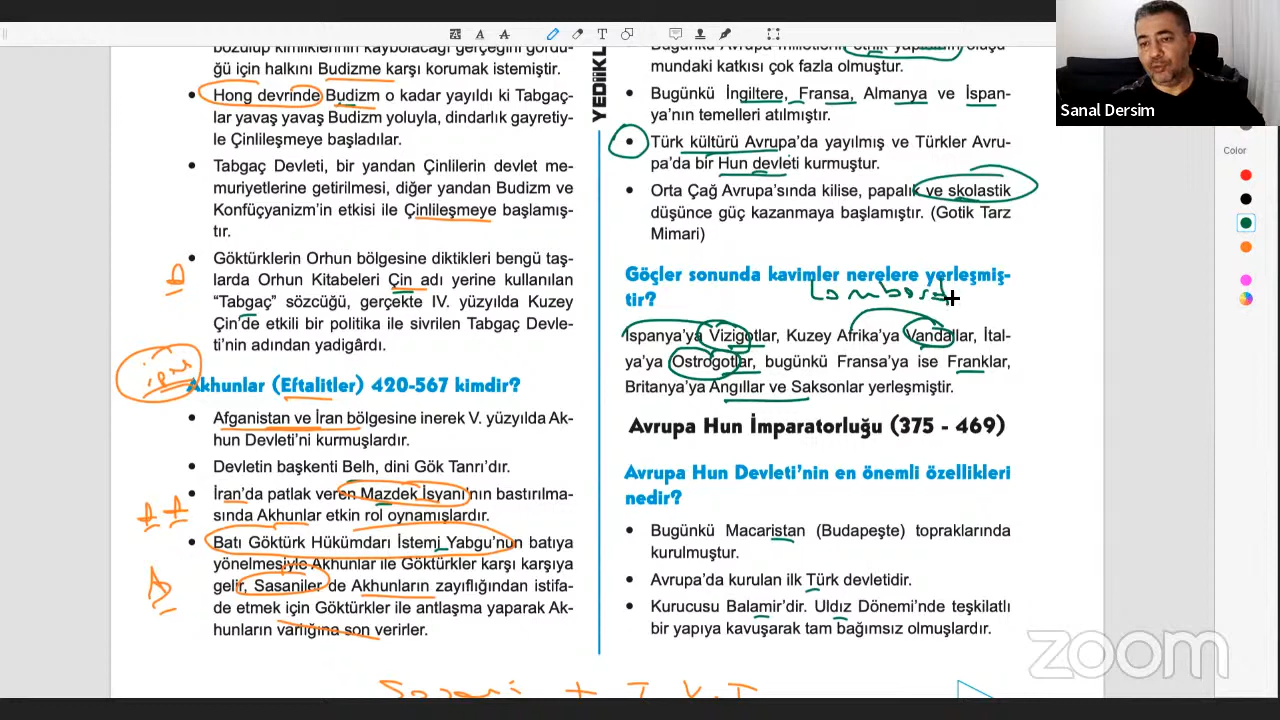 bozulup kimliklerinin kaybolacağı gerçeğini gördü-
ğü için halkını Budizme karşı korumak istemiştir.
• Hong devrinde Budizm o kadar yayıldı ki Tabgaç-
lar yavaş yavaş Budizm yoluyla, dindarlık gayretiy-
le Çinlileşmeye başladılar.
• Tabgaç Devleti, bir yandan Çinlilerin devlet me-
muriyetlerine getirilmesi, diğer yandan Budizm ve
Konfüçyanizm'in etkisi ile Çinlileşmeye başlamış-
tır.
• Göktürklerin Orhun bölgesine diktikleri bengü taş-
larda Orhun Kitabeleri Çin adı yerine kullanılan
"Tabgaç" sözcüğü, gerçekte IV. yüzyılda Kuzey
Çin'de etkili bir politika ile sivrilen Tabgaç Devle-
ti'nin adından yadigârdı.
ipek
Akhunlar (Eftalitler) 420-567 kimdir?
• Afganistan ve İran bölgesine inerek V. yüzyılda Ak-
hun Devleti'ni kurmuşlardır.
• Devletin başkenti Belh, dini Gök Tanrı'dır.
• İran'da patlak veren Mazdek İsyanı'nın bastırılma-
sında Akhunlar etkin rol oynamışlardır.
• Batı Göktürk Hükümdarı İstemi Yabgu'nun batıya
yönelmesiyle Akhunlar ile Göktürkler karşı karşıya
gelir, Sasaniler de Akhunların zayıflığından istifa-
de etmek için Göktürkler ile antlaşma yaparak Ak-
hunların varlığına son verirler.
Sasani + I. Y. I
YEDİİKL
Bugünkü Avrupa milletlerin etnik yapısının oluşu-
mundaki katkısı çok fazla olmuştur.
• Bugünkü İngiltere, Fransa, Almanya ve İspan-
ya'nın temelleri atılmıştır.
• Türk kültürü Avrupa'da yayılmış ve Türkler Avru-
pa'da bir Hun devleti kurmuştur.
• Orta Çağ Avrupa'sında kilise, papalık ve skolastik
düşünce güç kazanmaya başlamıştır. (Gotik Tarz
Mimari)
Göçler sonunda kavimler nerelere yerleşmiş-
tir?
Lombard
İspanya'ya Vizigotlar, Kuzey Afrika'ya Vandallar, İtal-
ya'ya Ostrogotlar, bugünkü Fransa'ya ise Franklar,
Britanya'ya Angıllar ve Saksonlar yerleşmiştir.
Avrupa Hun İmparatorluğu (375 - 469)
Avrupa Hun Devleti'nin en önemli özellikleri
nedir?
• Bugünkü Macaristan (Budapeşte) topraklarında
kurulmuştur.
• Avrupa'da kurulan ilk Türk devletidir.
• Kurucusu Balamir'dir. Uldız Dönemi'nde teşkilatlı
bir yapıya kavuşarak tam bağımsız olmuşlardır.
Sanal Dersim
Color
zoom